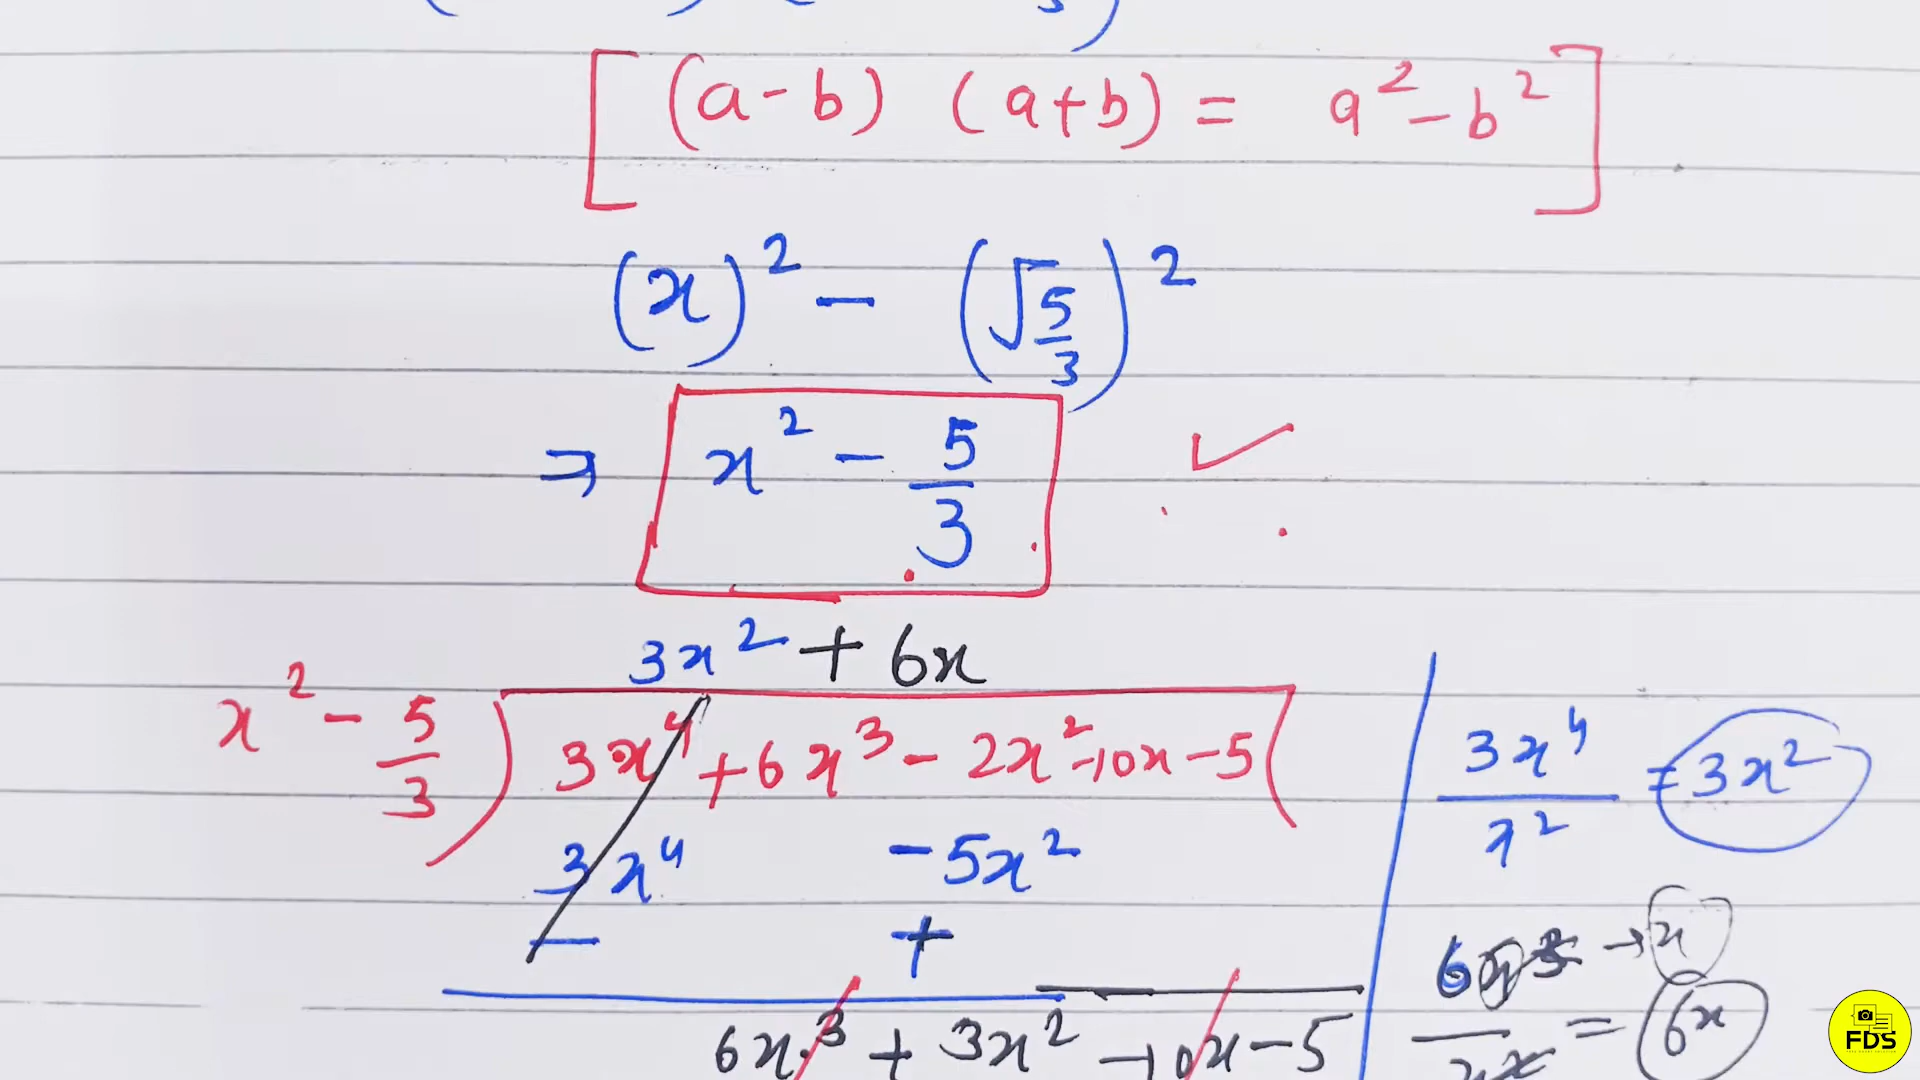 [(a-b) (a+b) = a² - b²]
(x)² - (√5/3)²
⇒ x² - 5/3 ✓
3x² + 6x
x² - 5/3 ) 3x⁴ + 6x³ - 2x² - 10x - 5 (
3x⁴ - 5x²
- +
6x³ + 3x² - 10x - 5
3x⁴/x² = 3x²
6x³ → x
= 6x
FDS